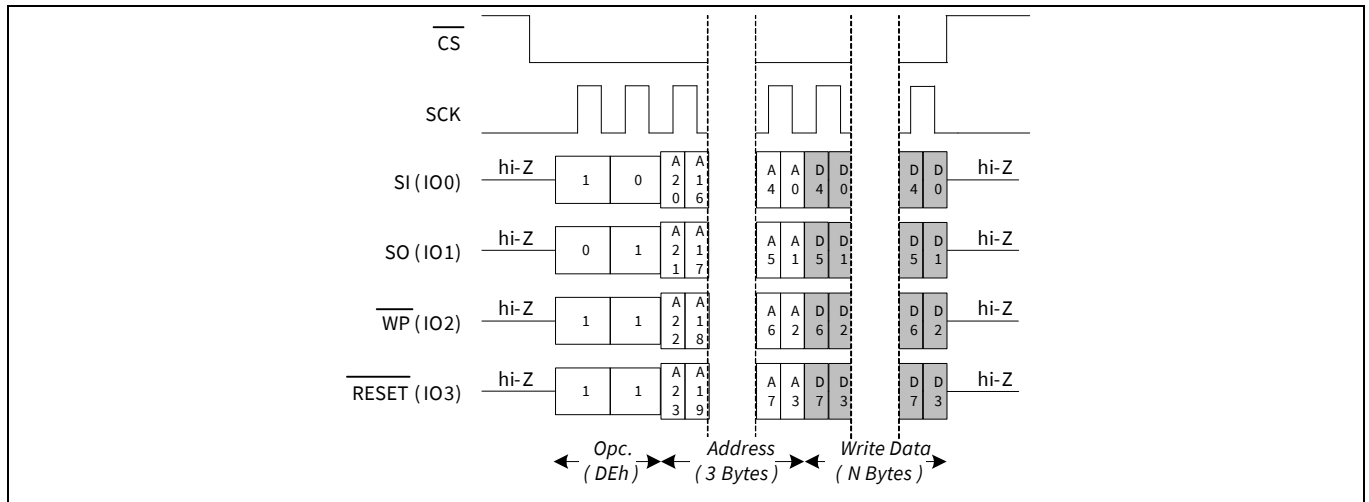 CS
SCK
SI (IO0) hi-Z 1 0 A20 A16 A4 A0 D4 D0 D4 D0 hi-Z
SO (IO1) hi-Z 0 1 A21 A17 A5 A1 D5 D1 D5 D1 hi-Z
WP (IO2) hi-Z 1 1 A22 A18 A6 A2 D6 D2 D6 D2 hi-Z
RESET (IO3) hi-Z 1 1 A23 A19 A7 A3 D7 D3 D7 D3 hi-Z
Opc. Address Write Data
( DEh ) ( 3 Bytes ) ( N Bytes )